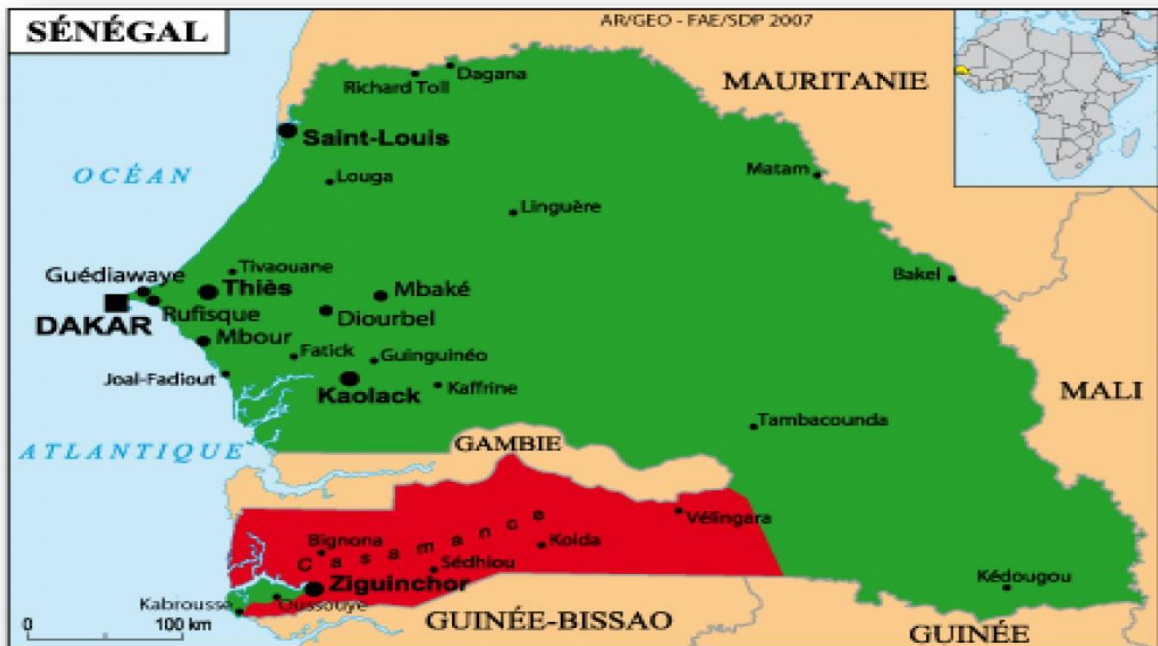 SÉNÉGAL
AR/GEO - FAE/SDP 2007
MAURITANIE
Dagana
Richard Toll
Saint-Louis
OCÉAN
Louga
Matam
Linguère
Tivaouane
Bakel
Guédiawaye
Thiès
Mbaké
DAKAR
Rufisque
Diourbel
Mbour
Fatick
Guinguinéo
Joal-Fadiout
Kaolack
Kaffrine
MALI
Tambacounda
ATLANTIQUE
GAMBIE
Vélingara
Casamance
Bignona
Koida
Sédhiou
Ziguinchor
Kédougou
Kabrousse
Oussouye
GUINÉE-BISSAO
GUINÉE
0 100 km